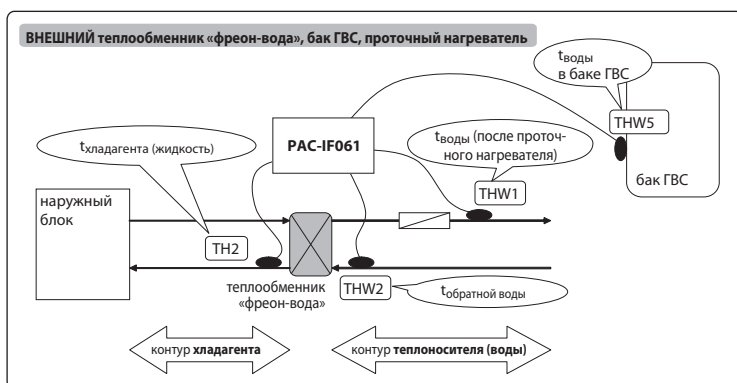 ВНЕШНИЙ теплообменник «фреон-вода», бак ГВС, проточный нагреватель
tводы
в баке ГВС
THW5
бак ГВС
PAC-IF061
tводы (после проточ-
ного нагревателя)
THW1
tхладагента (жидкость)
наружный
блок
TH2
теплообменник
«фреон-вода»
THW2
tобратной воды
контур хладагента
контур теплоносителя (воды)